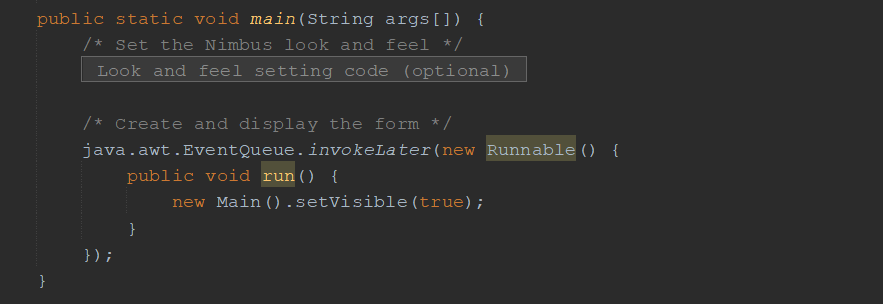 public static void main(String args[]) {
/* Set the Nimbus look and feel */
Look and feel setting code (optional)
/* Create and display the form */
java.awt.EventQueue.invokeLater(new Runnable() {
public void run() {
new Main().setVisible(true);
}
});
}